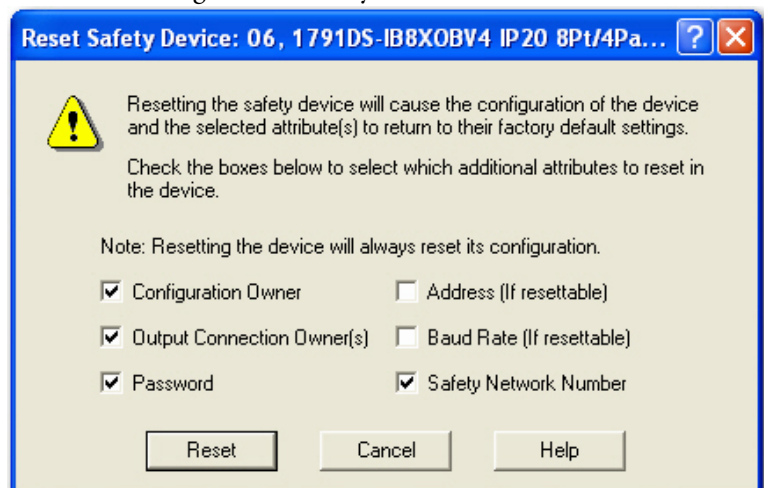 Reset Safety Device: 06, 1791DS-IB8XOBV4 IP20 8Pt/4Pa...
Resetting the safety device will cause the configuration of the device
and the selected attribute(s) to return to their factory default settings.
Check the boxes below to select which additional attributes to reset in
the device.
Note: Resetting the device will always reset its configuration.
Configuration Owner
Address (If resettable)
Output Connection Owner(s)
Baud Rate (If resettable)
Password
Safety Network Number
Reset
Cancel
Help